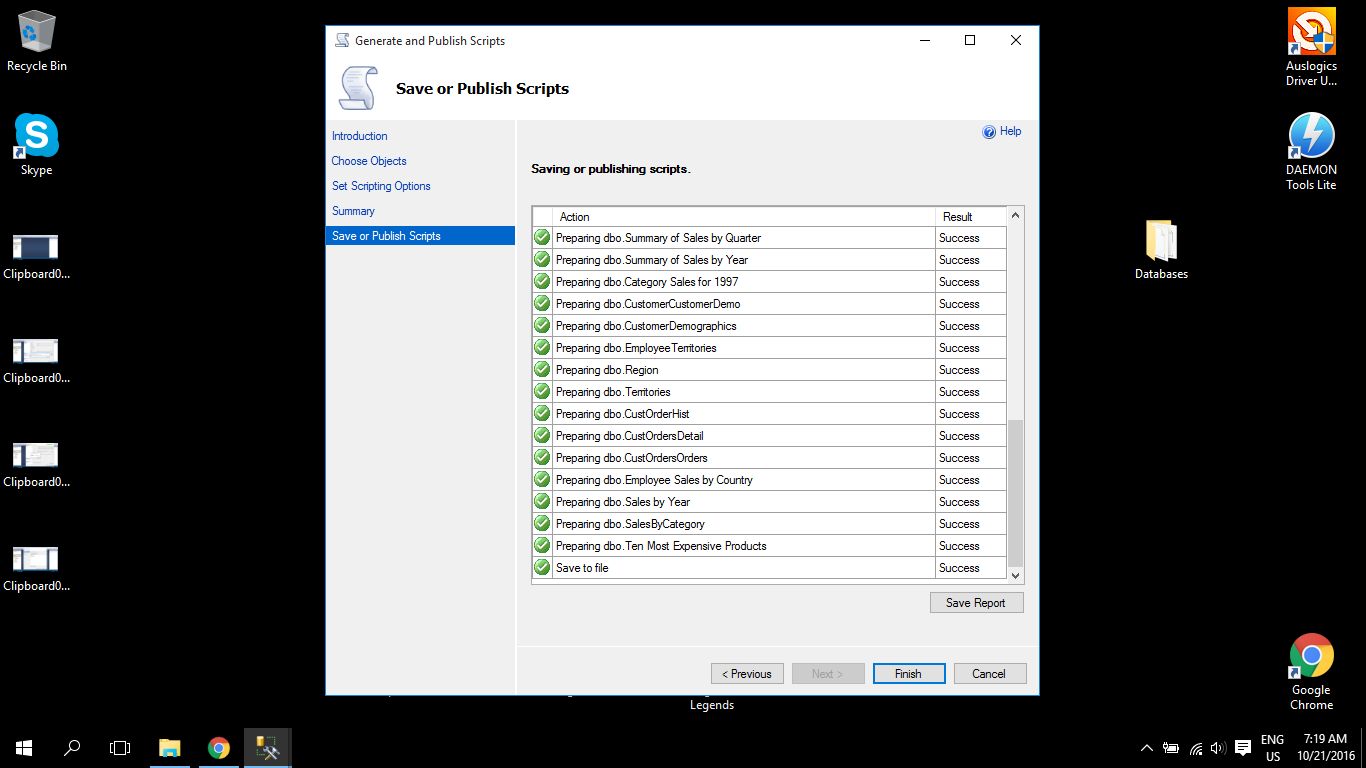 Recycle Bin
Skype
Clipboard0...
Clipboard0...
Clipboard0...
Clipboard0...
Generate and Publish Scripts
Save or Publish Scripts
Introduction
Choose Objects
Set Scripting Options
Summary
Save or Publish Scripts
Help
Saving or publishing scripts.
Action Result
Preparing dbo.Summary of Sales by Quarter Success
Preparing dbo.Summary of Sales by Year Success
Preparing dbo.Category Sales for 1997 Success
Preparing dbo.CustomerCustomerDemo Success
Preparing dbo.CustomerDemographics Success
Preparing dbo.EmployeeTerritories Success
Preparing dbo.Region Success
Preparing dbo.Territories Success
Preparing dbo.CustOrderHist Success
Preparing dbo.CustOrdersDetail Success
Preparing dbo.CustOrdersOrders Success
Preparing dbo.Employee Sales by Country Success
Preparing dbo.Sales by Year Success
Preparing dbo.SalesByCategory Success
Preparing dbo.Ten Most Expensive Products Success
Save to file Success
Save Report
< Previous Next > Finish Cancel
Legends
Auslogics
Driver U...
DAEMON
Tools Lite
Databases
Google
Chrome
ENG
US
7:19 AM
10/21/2016